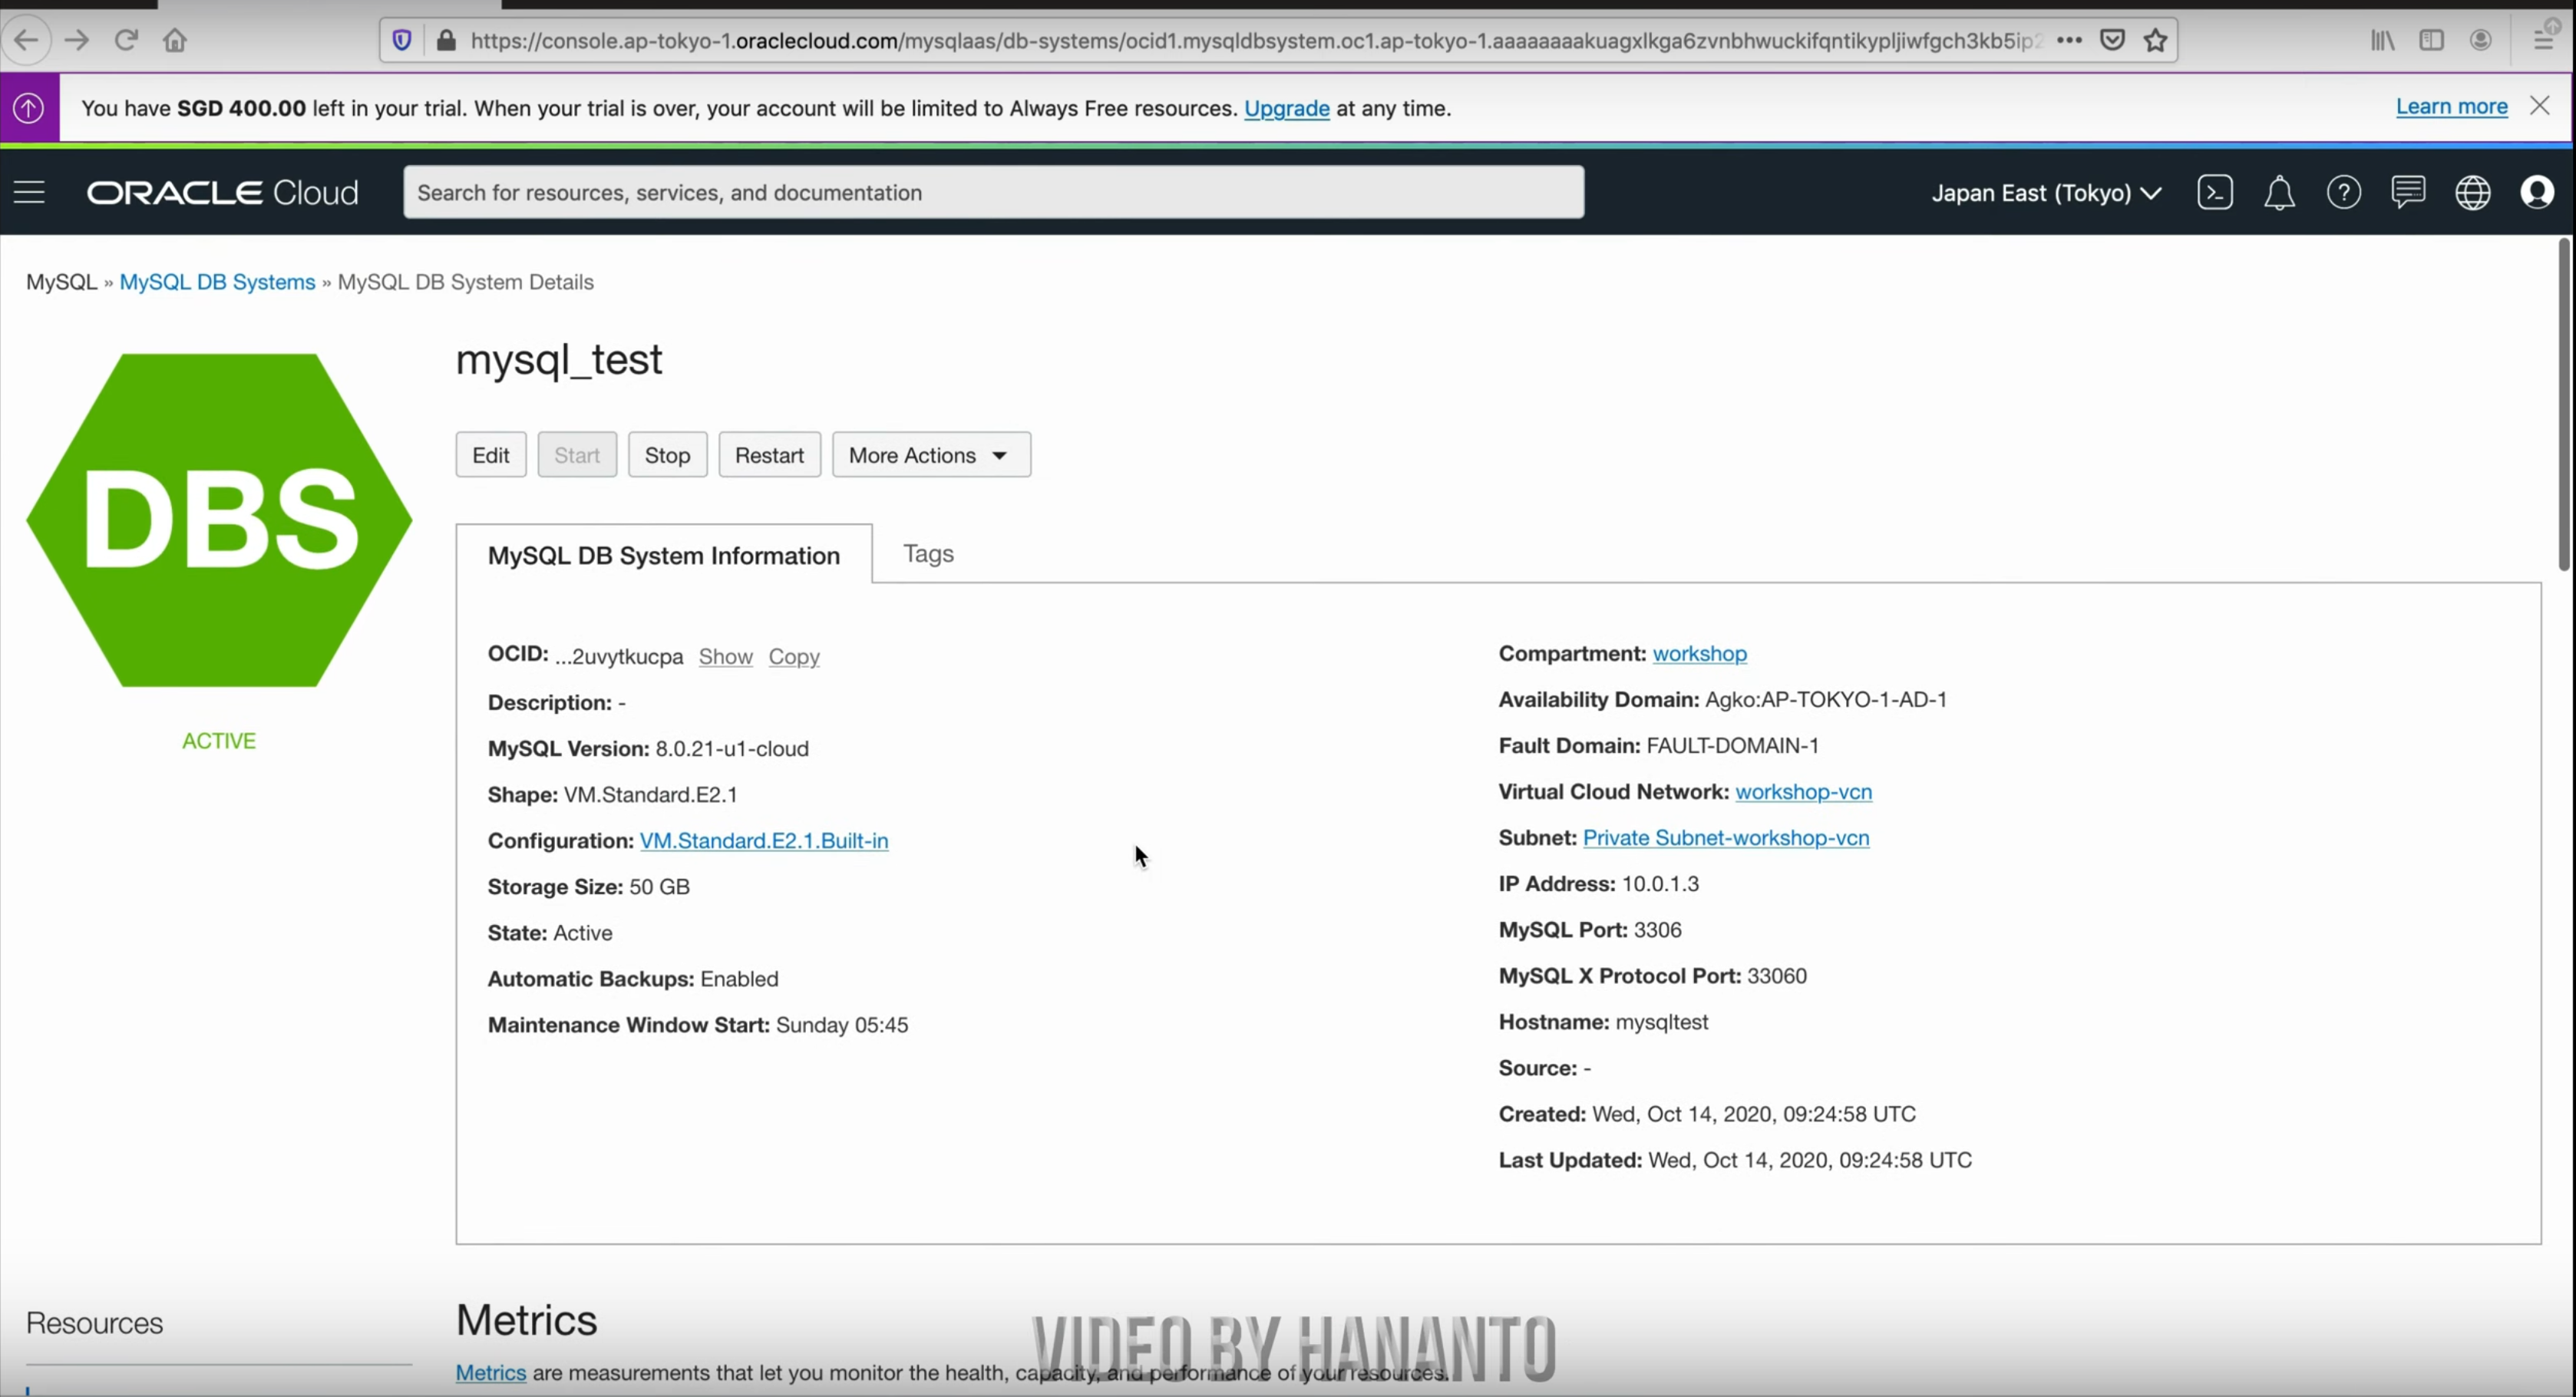 https://console.ap-tokyo-1.oraclecloud.com/mysqlaas/db-systems/ocid1.mysqldbsystem.oc1.ap-tokyo-1.aaaaaaaakuagxlkga6zvnbhwuckifqntikypljiwfgch3kb5ip2
You have SGD 400.00 left in your trial. When your trial is over, your account will be limited to Always Free resources. Upgrade at any time.
Learn more
ORACLE Cloud
Search for resources, services, and documentation
Japan East (Tokyo)
MySQL » MySQL DB Systems » MySQL DB System Details
DBS
ACTIVE
mysql_test
Edit
Start
Stop
Restart
More Actions
MySQL DB System Information
Tags
OCID: ...2uvytkucpa Show Copy
Description: -
MySQL Version: 8.0.21-u1-cloud
Shape: VM.Standard.E2.1
Configuration: VM.Standard.E2.1.Built-in
Storage Size: 50 GB
State: Active
Automatic Backups: Enabled
Maintenance Window Start: Sunday 05:45
Compartment: workshop
Availability Domain: Agko:AP-TOKYO-1-AD-1
Fault Domain: FAULT-DOMAIN-1
Virtual Cloud Network: workshop-vcn
Subnet: Private Subnet-workshop-vcn
IP Address: 10.0.1.3
MySQL Port: 3306
MySQL X Protocol Port: 33060
Hostname: mysqltest
Source: -
Created: Wed, Oct 14, 2020, 09:24:58 UTC
Last Updated: Wed, Oct 14, 2020, 09:24:58 UTC
Resources
Metrics
Metrics are measurements that let you monitor the health, capacity, and performance of your resources.
VIDEO BY HANANTO